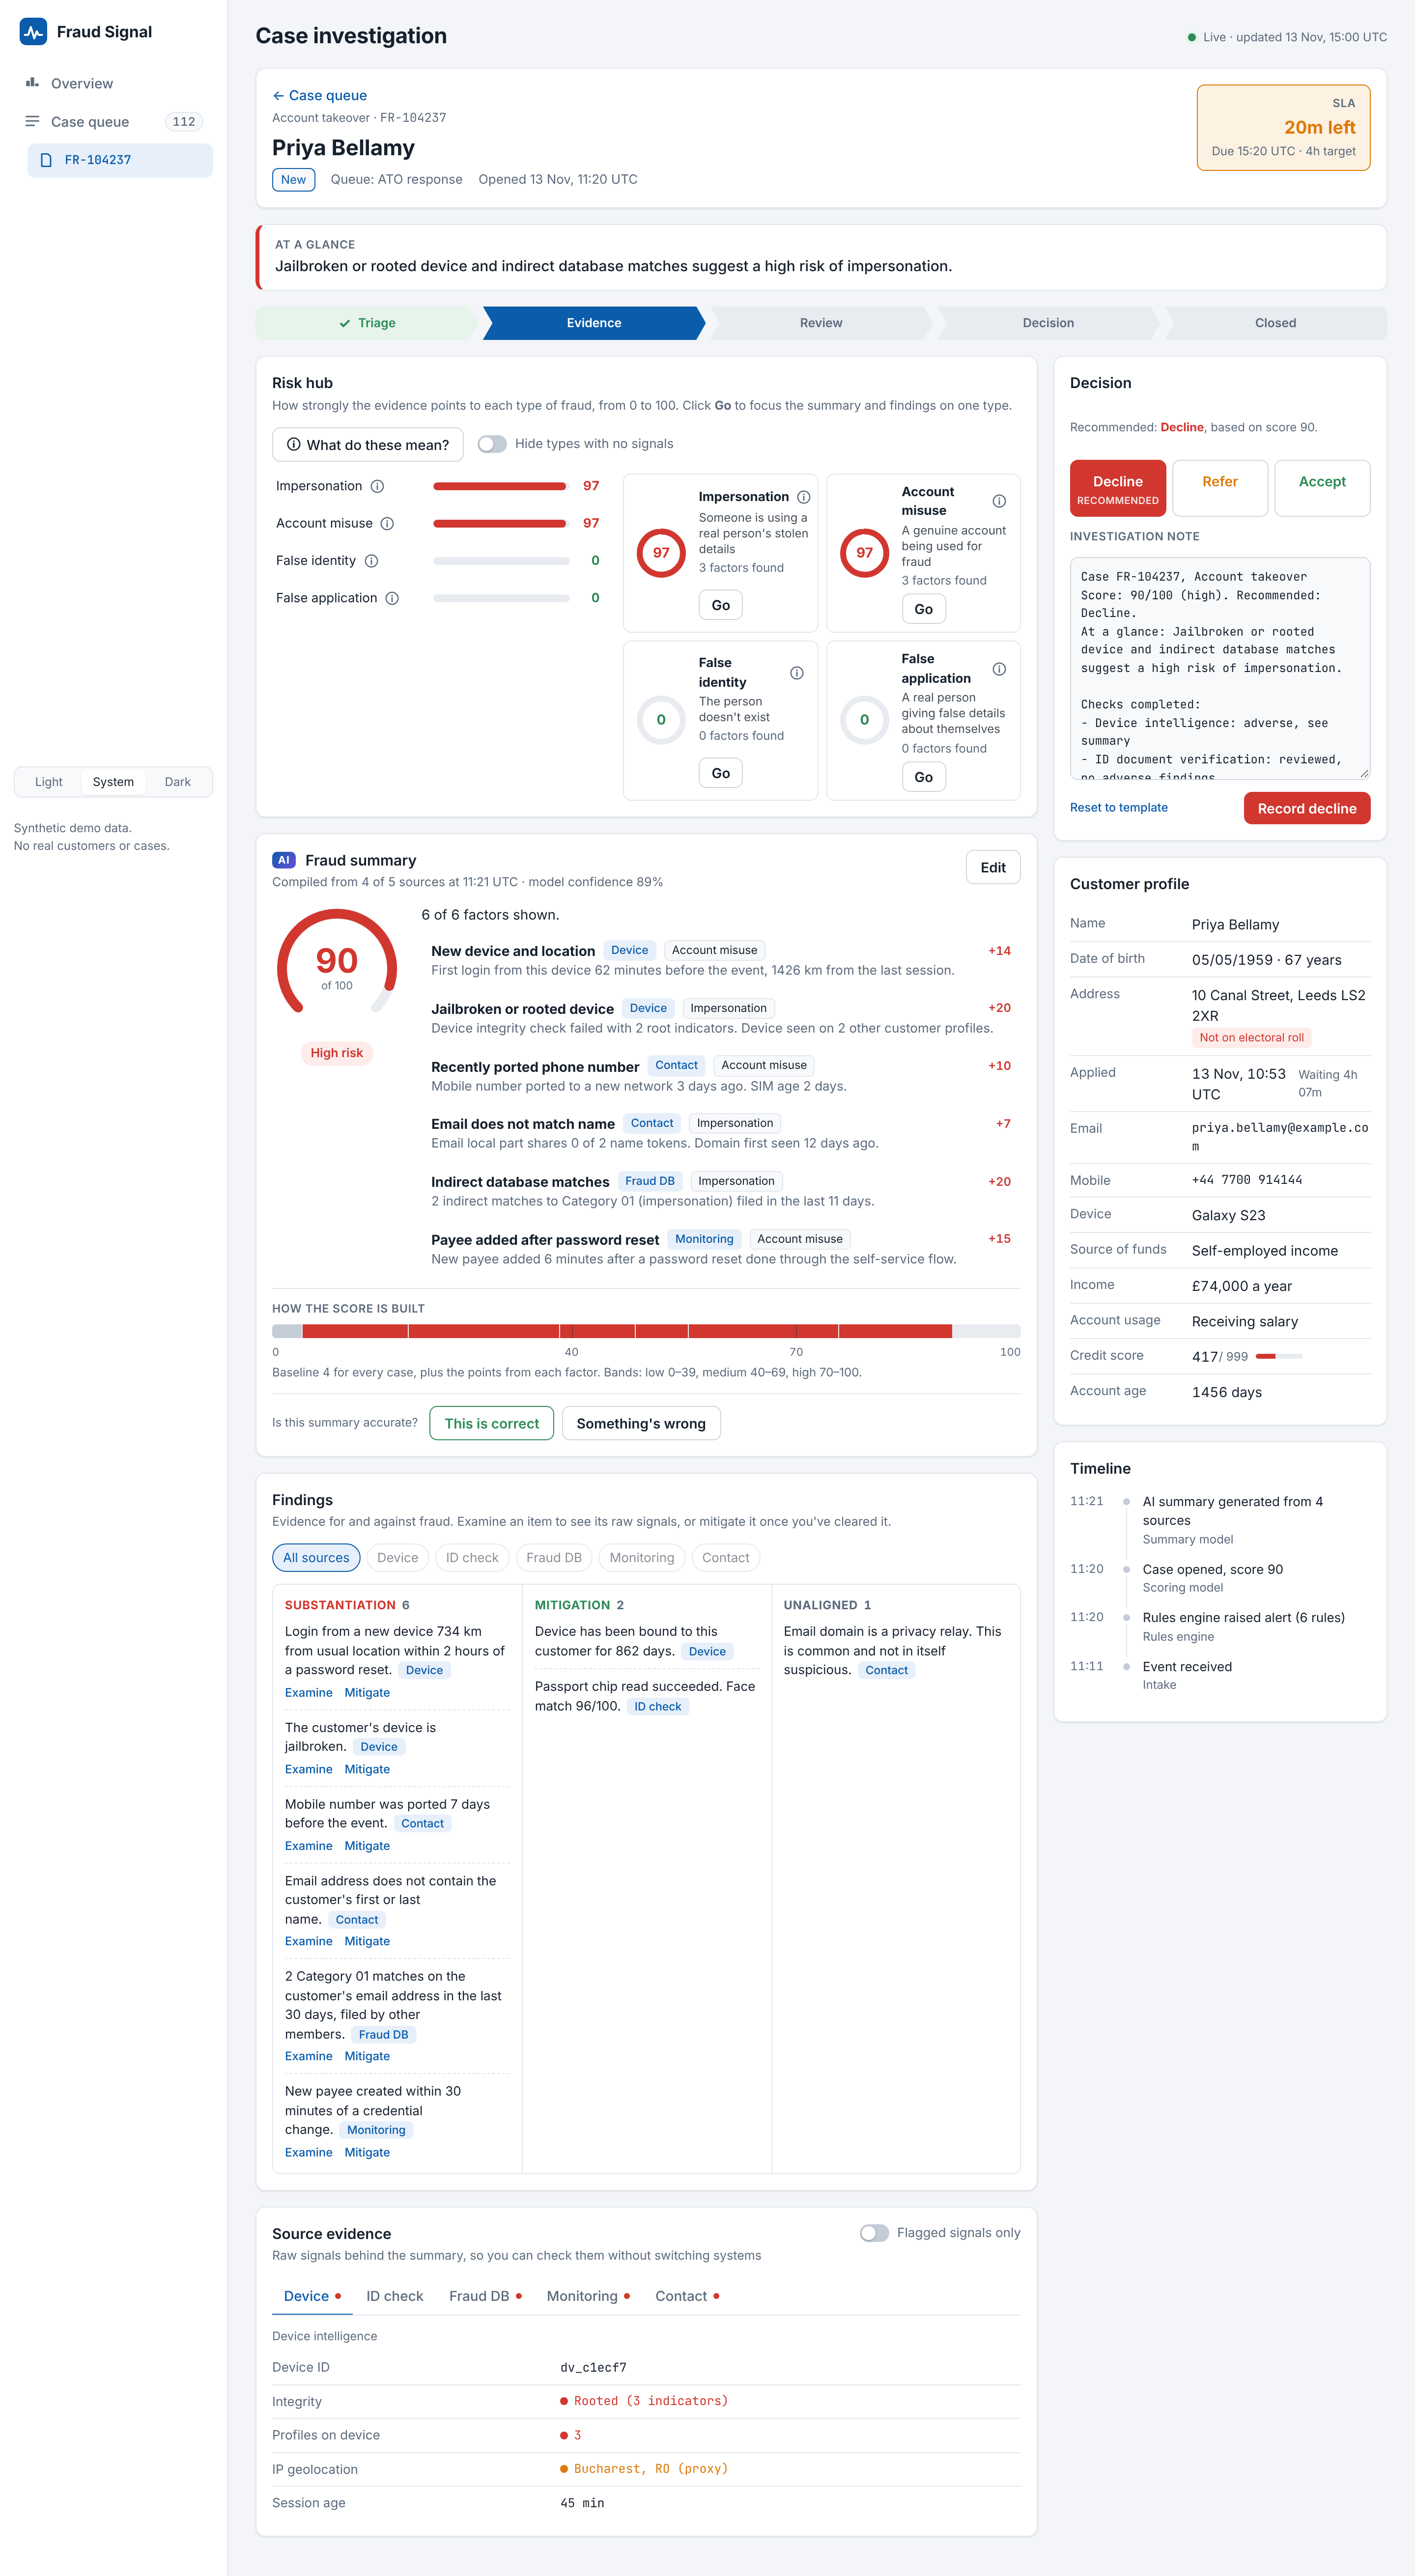 Fraud Signal
Overview
Case queue 112
FR-104237
Light System Dark
Synthetic demo data.
No real customers or cases.
Case investigation
Live · updated 13 Nov, 15:00 UTC
← Case queue
Account takeover · FR-104237
Priya Bellamy
New Queue: ATO response Opened 13 Nov, 11:20 UTC
SLA
20m left
Due 15:20 UTC · 4h target
AT A GLANCE
Jailbroken or rooted device and indirect database matches suggest a high risk of impersonation.
Triage Evidence Review Decision Closed
Risk hub
How strongly the evidence points to each type of fraud, from 0 to 100. Click Go to focus the summary and findings on one type.
What do these mean? Hide types with no signals
Impersonation 97
Account misuse 97
False identity 0
False application 0
97
Impersonation
Someone is using a
real person's stolen
details
3 factors found
Go
97
Account
misuse
A genuine account
being used for
fraud
3 factors found
Go
0
False
identity
The person
doesn't exist
0 factors found
Go
0
False
application
A real person
giving false details
about themselves
0 factors found
Go
AI Fraud summary
Compiled from 4 of 5 sources at 11:21 UTC · model confidence 89%
Edit
90
of 100
High risk
6 of 6 factors shown.
New device and location Device Account misuse +14
First login from this device 62 minutes before the event, 1426 km from the last session.
Jailbroken or rooted device Device Impersonation +20
Device integrity check failed with 2 root indicators. Device seen on 2 other customer profiles.
Recently ported phone number Contact Account misuse +10
Mobile number ported to a new network 3 days ago. SIM age 2 days.
Email does not match name Contact Impersonation +7
Email local part shares 0 of 2 name tokens. Domain first seen 12 days ago.
Indirect database matches Fraud DB Impersonation +20
2 indirect matches to Category 01 (impersonation) filed in the last 11 days.
Payee added after password reset Monitoring Account misuse +15
New payee added 6 minutes after a password reset done through the self-service flow.
HOW THE SCORE IS BUILT
0 40 70 100
Baseline 4 for every case, plus the points from each factor. Bands: low 0–39, medium 40–69, high 70–100.
Is this summary accurate? This is correct Something's wrong
Findings
Evidence for and against fraud. Examine an item to see its raw signals, or mitigate it once you've cleared it.
All sources Device ID check Fraud DB Monitoring Contact
SUBSTANTIATION 6
Login from a new device 734 km
from usual location within 2 hours of
a password reset. Device
Examine Mitigate
The customer's device is
jailbroken. Device
Examine Mitigate
Mobile number was ported 7 days
before the event. Contact
Examine Mitigate
Email address does not contain the
customer's first or last
name. Contact
Examine Mitigate
2 Category 01 matches on the
customer's email address in the last
30 days, filed by other
members. Fraud DB
Examine Mitigate
New payee created within 30
minutes of a credential
change. Monitoring
Examine Mitigate
MITIGATION 2
Device has been bound to this
customer for 862 days. Device
Passport chip read succeeded. Face
match 96/100. ID check
UNALIGNED 1
Email domain is a privacy relay. This
is common and not in itself
suspicious. Contact
Source evidence
Raw signals behind the summary, so you can check them without switching systems
Flagged signals only
Device ID check Fraud DB Monitoring Contact
Device intelligence
Device ID dv_c1ecf7
Integrity Rooted (3 indicators)
Profiles on device 3
IP geolocation Bucharest, RO (proxy)
Session age 45 min
Decision
Recommended: Decline, based on score 90.
Decline
RECOMMENDED
Refer
Accept
INVESTIGATION NOTE
Case FR-104237, Account takeover
Score: 90/100 (high). Recommended:
Decline.
At a glance: Jailbroken or rooted
device and indirect database matches
suggest a high risk of impersonation.
Checks completed:
- Device intelligence: adverse, see
summary
- ID document verification: reviewed,
no adverse findings
Reset to template Record decline
Customer profile
Name Priya Bellamy
Date of birth 05/05/1959 · 67 years
Address 10 Canal Street, Leeds LS2
2XR
Not on electoral roll
Applied 13 Nov, 10:53 UTC Waiting 4h 07m
Email priya.bellamy@example.co
m
Mobile +44 7700 914144
Device Galaxy S23
Source of funds Self-employed income
Income £74,000 a year
Account usage Receiving salary
Credit score 417/ 999
Account age 1456 days
Timeline
11:21 AI summary generated from 4
sources
Summary model
11:20 Case opened, score 90
Scoring model
11:20 Rules engine raised alert (6 rules)
Rules engine
11:11 Event received
Intake